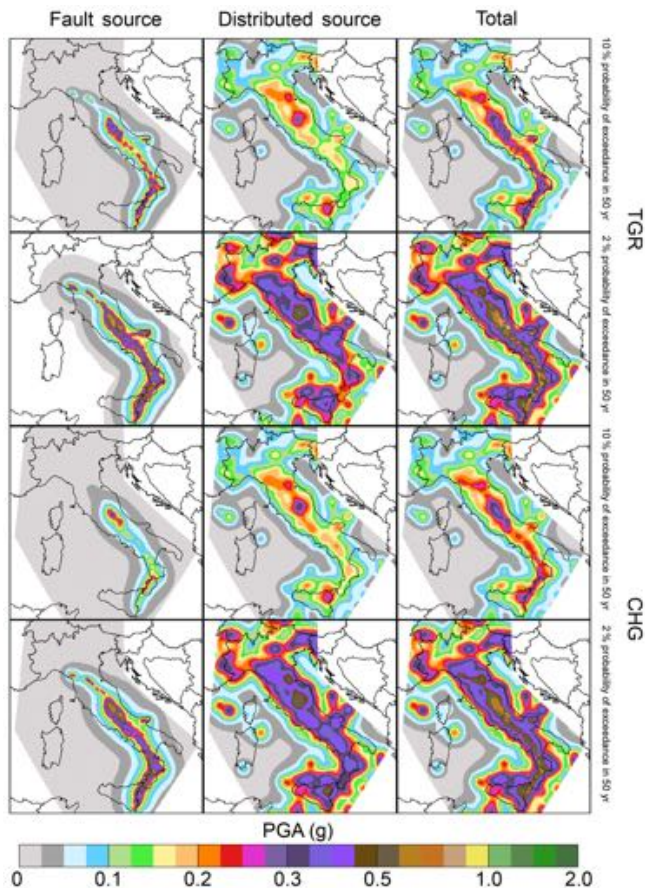 Fault source Distributed source Total
10 % probability of exceedance in 50 yr
TGR
2 % probability of exceedance in 50 yr
10 % probability of exceedance in 50 yr
CHG
2 % probability of exceedance in 50 yr
PGA (g)
0 0.1 0.2 0.3 0.5 1.0 2.0